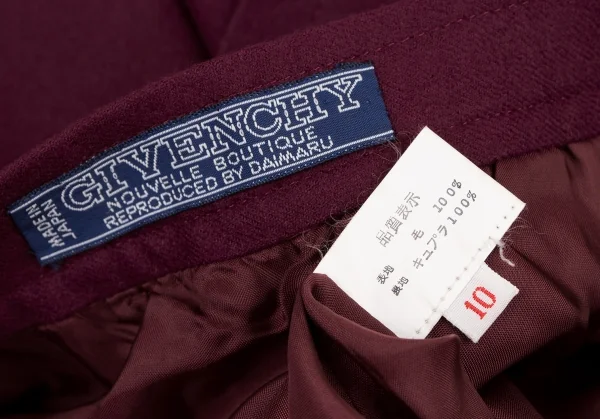 GIVENCHY
NOUVELLE BOUTIQUE
REPRODUCED BY DAIMARU
MADE IN
JAPAN
品質表示
表地 毛 100%
裏地 キュプラ100%
10